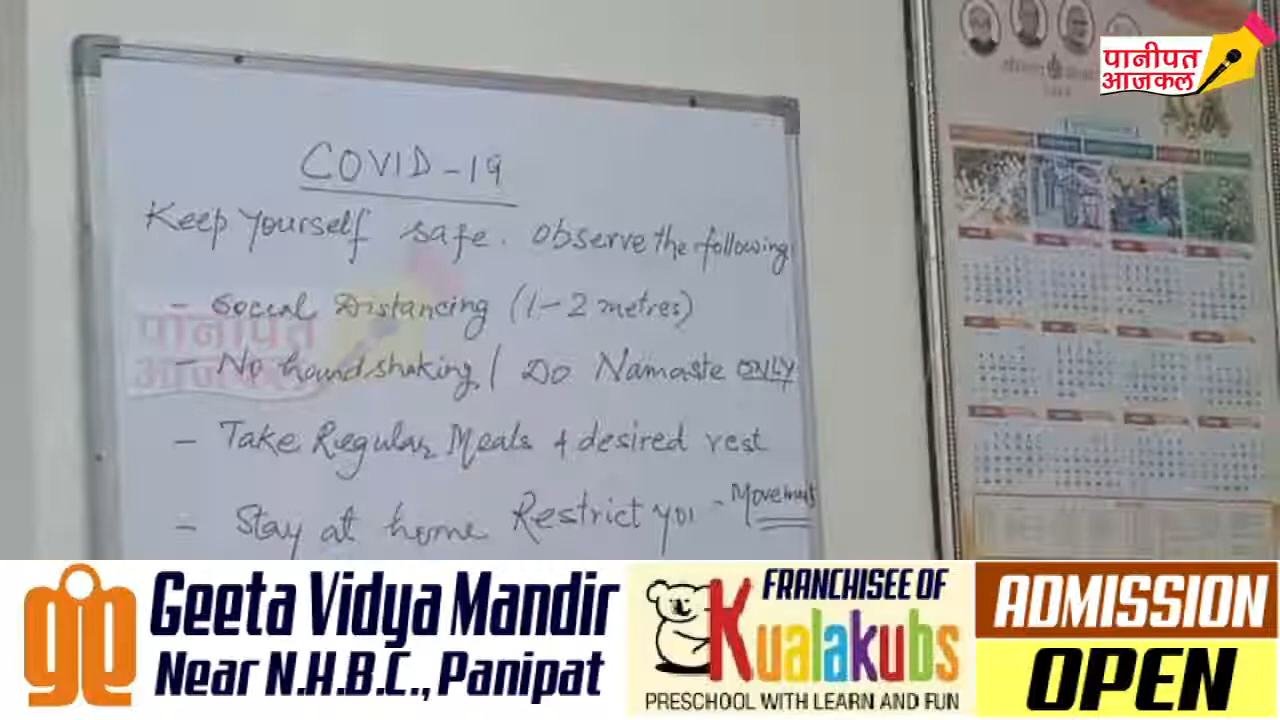 पानीपत
आजकल
COVID-19
Keep Yourself safe. Observe the following
- Social Distancing (1-2 metres)
- No handshaking/ Do Namaste ONLY
- Take Regular Meals & desired rest
- Stay at home Restrict your - Movement
पानीपत
आजकल
Geeta Vidya Mandir
Near N.H.B.C., Panipat
FRANCHISEE OF
Kualakubs
PRESCHOOL WITH LEARN AND FUN
ADMISSION
OPEN